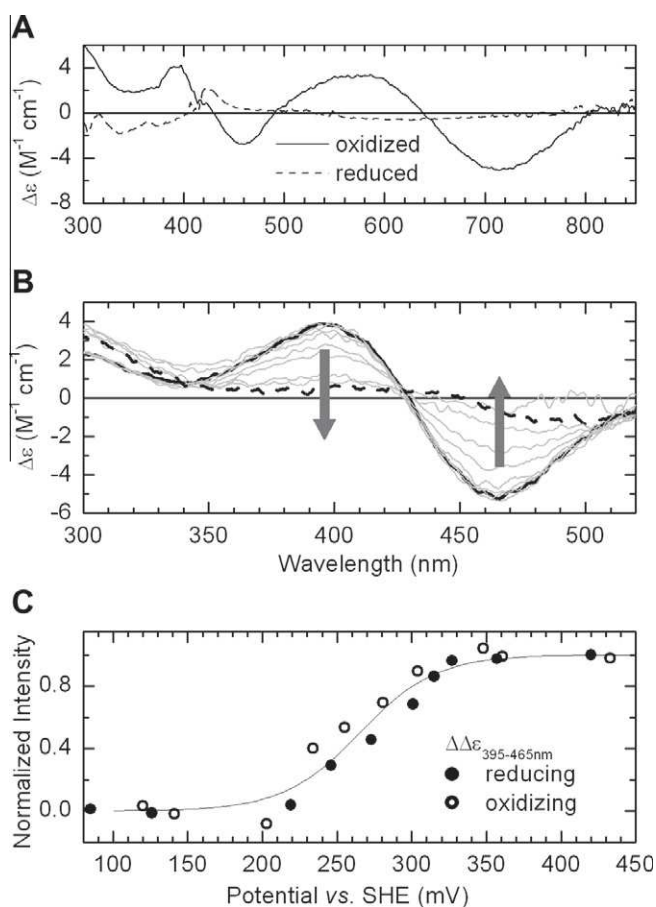 A
Δε (M⁻¹ cm⁻¹)
4
0
-4
-8
oxidized
reduced
300 400 500 600 700 800
B
Δε (M⁻¹ cm⁻¹)
4
2
0
-2
-4
-6
300 350 400 450 500
Wavelength (nm)
C
Normalized Intensity
0.8
0.4
0.0
ΔΔε395-465nm
reducing
oxidizing
100 150 200 250 300 350 400 450
Potential vs. SHE (mV)